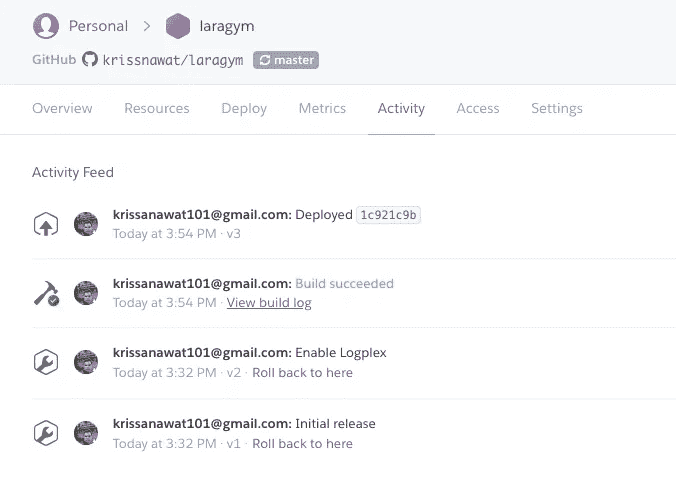 Personal > laragym
GitHub krissnawat/laragym master
Overview Resources Deploy Metrics Activity Access Settings
Activity Feed
krissanawat101@gmail.com: Deployed 1c921c9b
Today at 3:54 PM · v3
krissanawat101@gmail.com: Build succeeded
Today at 3:54 PM · View build log
krissanawat101@gmail.com: Enable Logplex
Today at 3:32 PM · v2 · Roll back to here
krissanawat101@gmail.com: Initial release
Today at 3:32 PM · v1 · Roll back to here